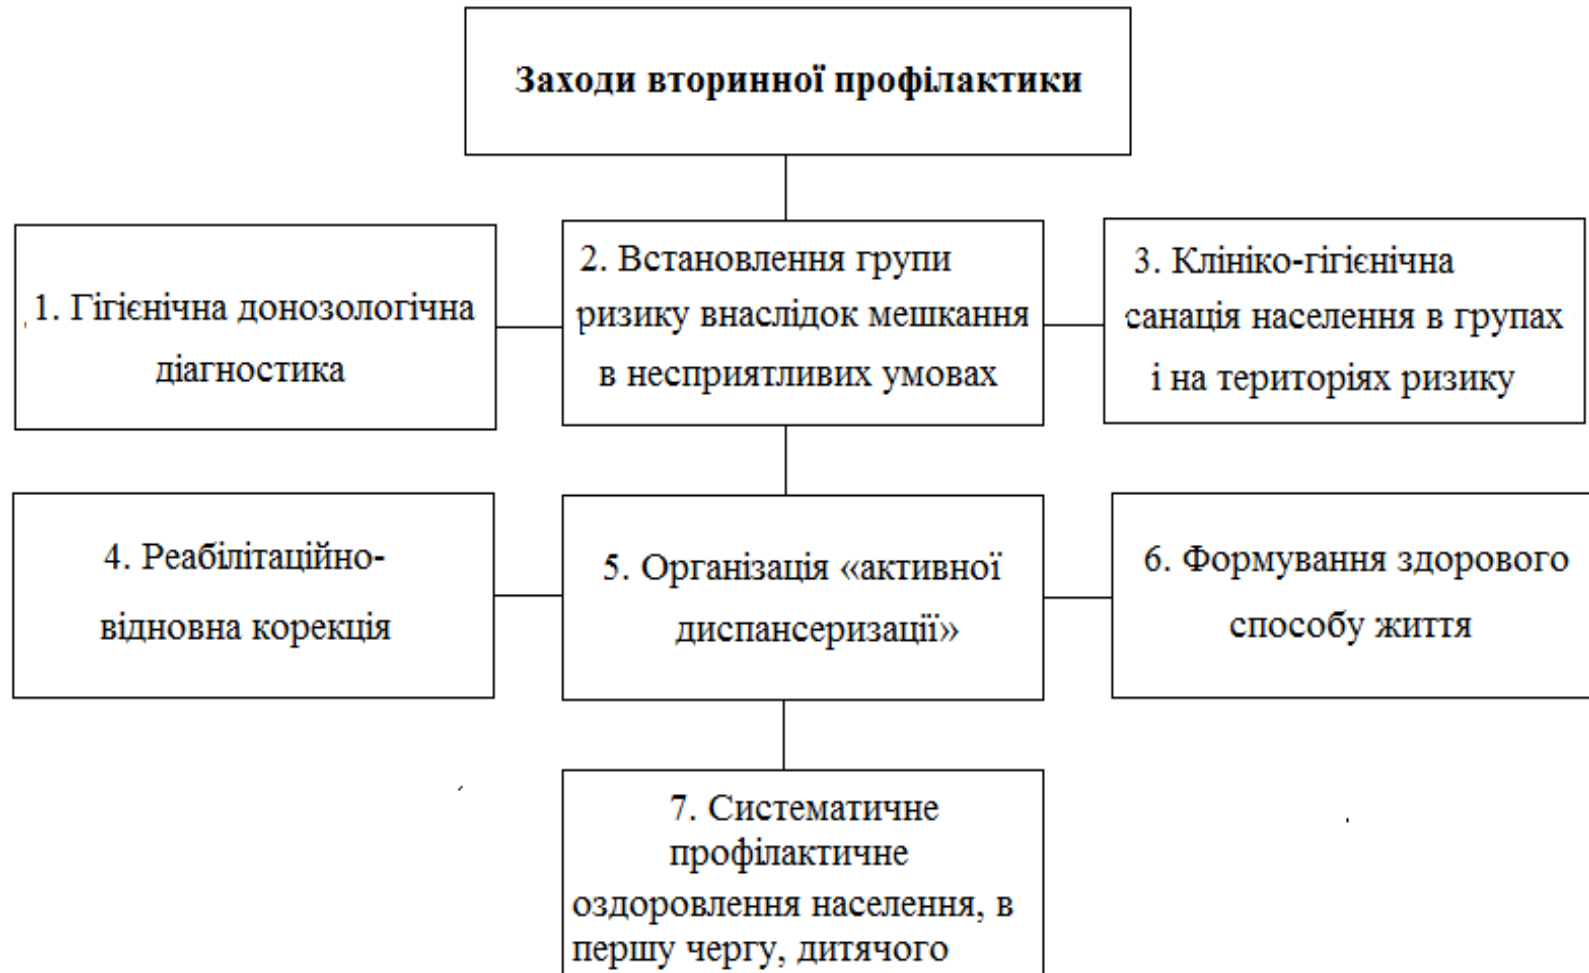 Заходи вторинної профілактики
1. Гігієнічна донозологічна
діагностика
2. Встановлення групи
ризику внаслідок мешкання
в несприятливих умовах
3. Клініко-гігієнічна
санація населення в групах
і на територіях ризику
4. Реабілітаційно-
відновна корекція
5. Організація «активної
диспансеризації»
6. Формування здорового
способу життя
7. Систематичне
профілактичне
оздоровлення населення, в
першу чергу, дитячого